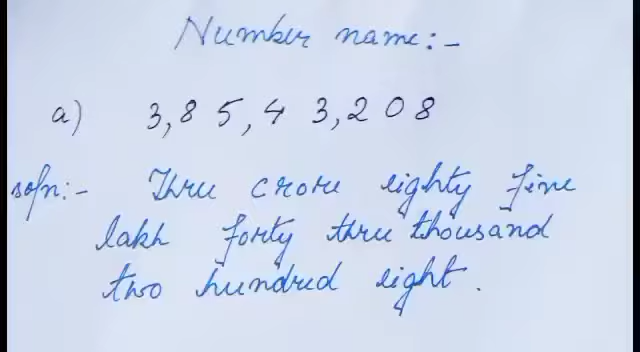 Number name:-
a) 3,85,43,208
soln:- Three crore eighty five
lakh forty three thousand
two hundred eight.